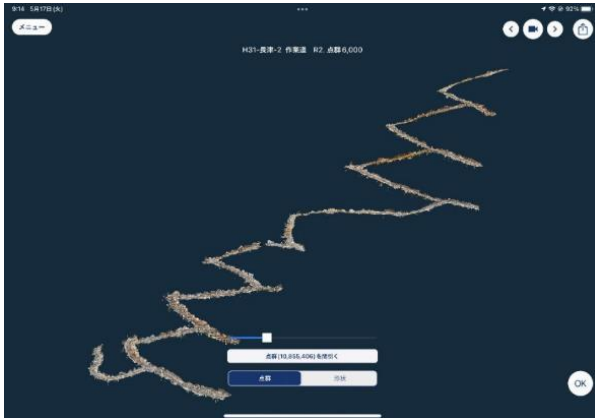 9:14 5月17日(火)
92%
メニュー
H31-長津-2 作業道 R2.点群6,000
点群(10,855,406)を間引く
点群
形状
OK